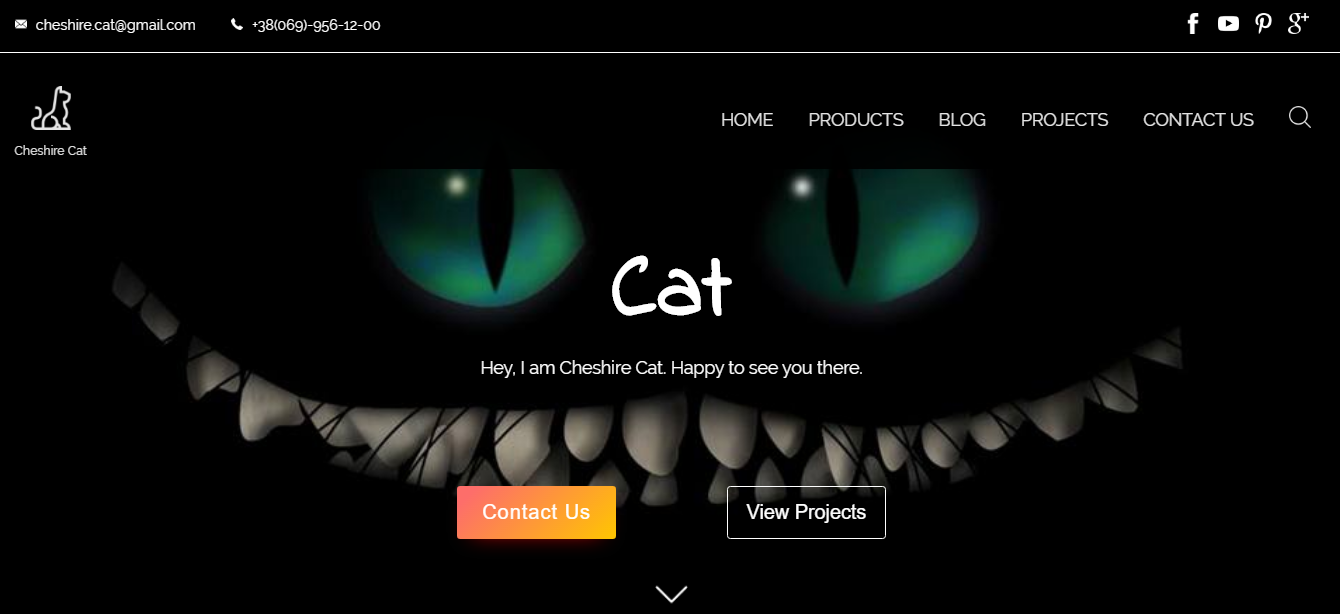 cheshire.cat@gmail.com +38(069)-956-12-00
Cheshire Cat
HOME PRODUCTS BLOG PROJECTS CONTACT US
Cat
Hey, I am Cheshire Cat. Happy to see you there.
Contact Us View Projects